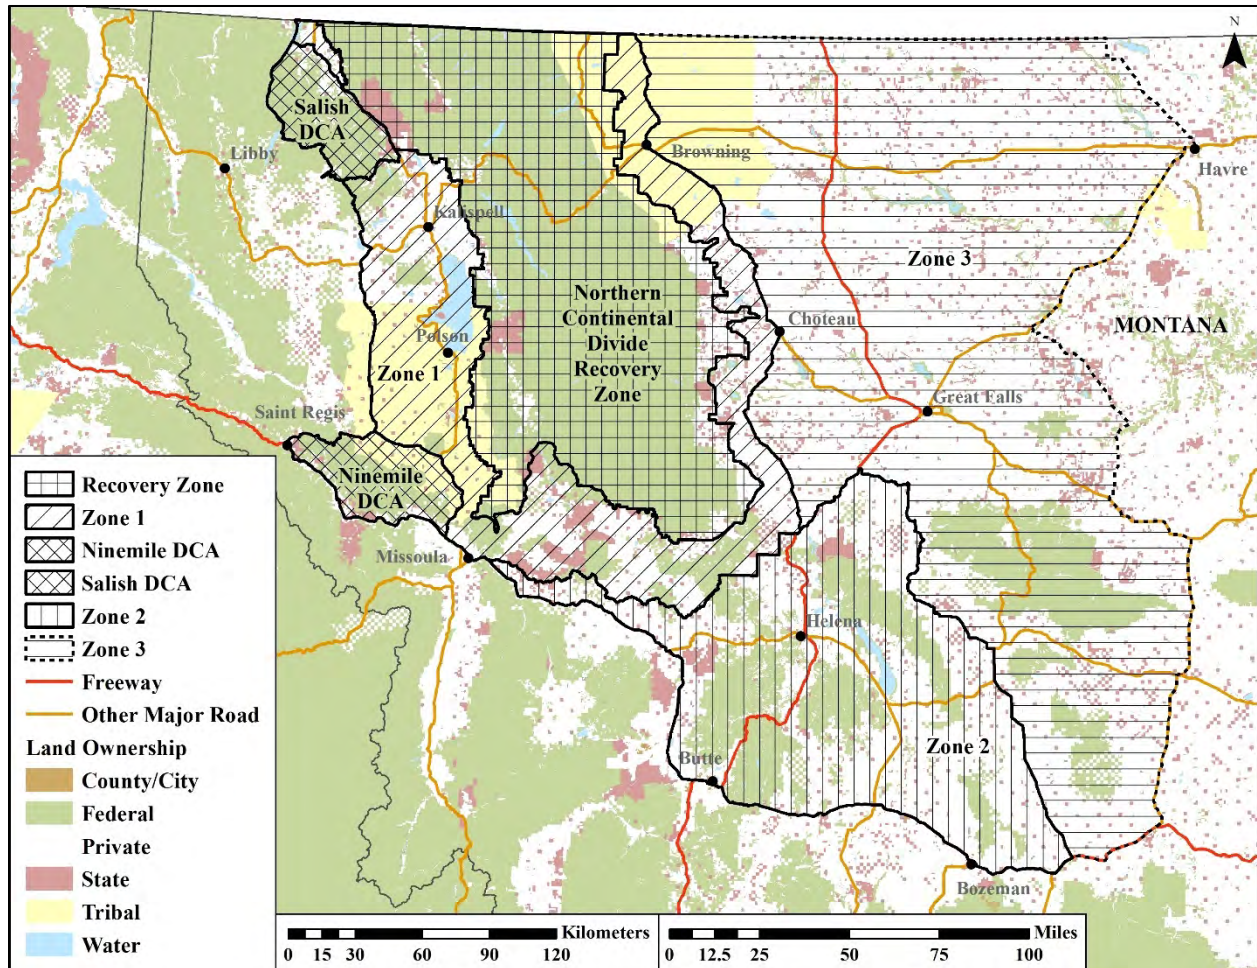 N
Salish
DCA
Libby
Browning
Havre
Kalispell
Zone 3
Northern
Continental
Divide
Recovery
Zone
MONTANA
Choteau
Polson
Zone 1
Great Falls
Saint Regis
Ninemile
DCA
Missoula
Helena
Zone 2
Butte
Bozeman
Recovery Zone
Zone 1
Ninemile DCA
Salish DCA
Zone 2
Zone 3
Freeway
Other Major Road
Land Ownership
County/City
Federal
Private
State
Tribal
Water
Kilometers
0 15 30 60 90 120
Miles
0 12.5 25 50 75 100